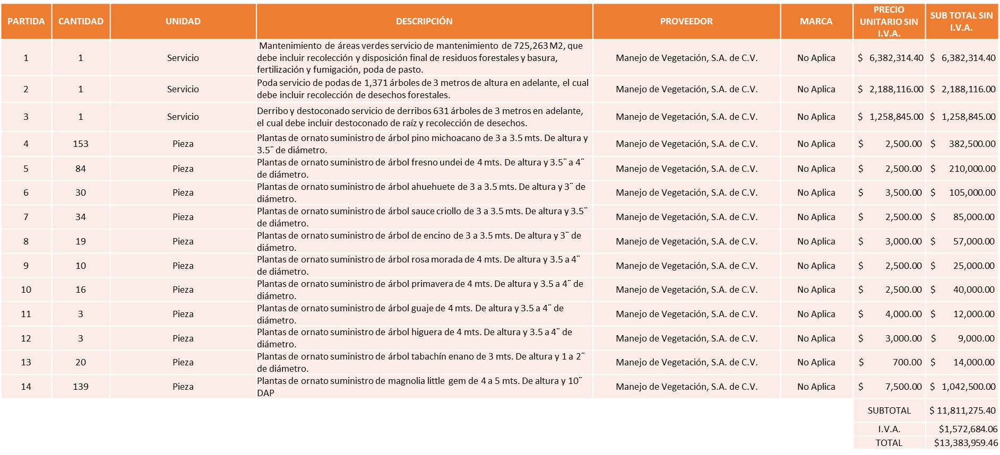 PARTIDA CANTIDAD UNIDAD DESCRIPCIÓN PROVEEDOR MARCA PRECIO UNITARIO SIN I.V.A. SUB TOTAL SIN I.V.A.
1 1 Servicio Mantenimiento de áreas verdes servicio de mantenimiento de 725,263 M2, que
debe incluir recolección y disposición final de residuos forestales y basura,
fertilización y fumigación, poda de pasto. Manejo de Vegetación, S.A. de C.V. No Aplica $ 6,382,314.40 $ 6,382,314.40
2 1 Servicio Poda servicio de podas de 1,371 árboles de 3 metros de altura en adelante, el cual
debe incluir recolección de desechos forestales. Manejo de Vegetación, S.A. de C.V. No Aplica $ 2,188,116.00 $ 2,188,116.00
3 1 Servicio Derribo y destoconado servicio de derribos 631 árboles de 3 metros en adelante,
el cual debe incluir destoconado de raíz y recolección de desechos. Manejo de Vegetación, S.A. de C.V. No Aplica $ 1,258,845.00 $ 1,258,845.00
4 153 Pieza Plantas de ornato suministro de árbol pino michoacano de 3 a 3.5 mts. De altura y
3.5¨ de diámetro. Manejo de Vegetación, S.A. de C.V. No Aplica $ 2,500.00 $ 382,500.00
5 84 Pieza Plantas de ornato suministro de árbol fresno undei de 4 mts. De altura y 3.5¨ a 4¨
de diámetro. Manejo de Vegetación, S.A. de C.V. No Aplica $ 2,500.00 $ 210,000.00
6 30 Pieza Plantas de ornato suministro de árbol ahuehuete de 3 a 3.5 mts. De altura y 3¨ de
diámetro. Manejo de Vegetación, S.A. de C.V. No Aplica $ 3,500.00 $ 105,000.00
7 34 Pieza Plantas de ornato suministro de árbol sauce criollo de 3 a 3.5 mts. De altura y 3.5¨
de diámetro. Manejo de Vegetación, S.A. de C.V. No Aplica $ 2,500.00 $ 85,000.00
8 19 Pieza Plantas de ornato suministro de árbol de encino de 3 a 3.5 mts. De altura y 3¨ de
diámetro. Manejo de Vegetación, S.A. de C.V. No Aplica $ 3,000.00 $ 57,000.00
9 10 Pieza Plantas de ornato suministro de árbol rosa morada de 4 mts. De altura y 3.5 a 4¨
de diámetro. Manejo de Vegetación, S.A. de C.V. No Aplica $ 2,500.00 $ 25,000.00
10 16 Pieza Plantas de ornato suministro de árbol primavera de 4 mts. De altura y 3.5 a 4¨ de
diámetro. Manejo de Vegetación, S.A. de C.V. No Aplica $ 2,500.00 $ 40,000.00
11 3 Pieza Plantas de ornato suministro de árbol guaje de 4 mts. De altura y 3.5 a 4¨ de
diámetro. Manejo de Vegetación, S.A. de C.V. No Aplica $ 4,000.00 $ 12,000.00
12 3 Pieza Plantas de ornato suministro de árbol higuera de 4 mts. De altura y 3.5 a 4¨ de
diámetro. Manejo de Vegetación, S.A. de C.V. No Aplica $ 3,000.00 $ 9,000.00
13 20 Pieza Plantas de ornato suministro de árbol tabachín enano de 3 mts. De altura y 1 a 2¨
de diámetro. Manejo de Vegetación, S.A. de C.V. No Aplica $ 700.00 $ 14,000.00
14 139 Pieza Plantas de ornato suministro de magnolia little gem de 4 a 5 mts. De altura y 10¨
DAP Manejo de Vegetación, S.A. de C.V. No Aplica $ 7,500.00 $ 1,042,500.00
SUBTOTAL $ 11,811,275.40
I.V.A. $1,572,684.06
TOTAL $13,383,959.46